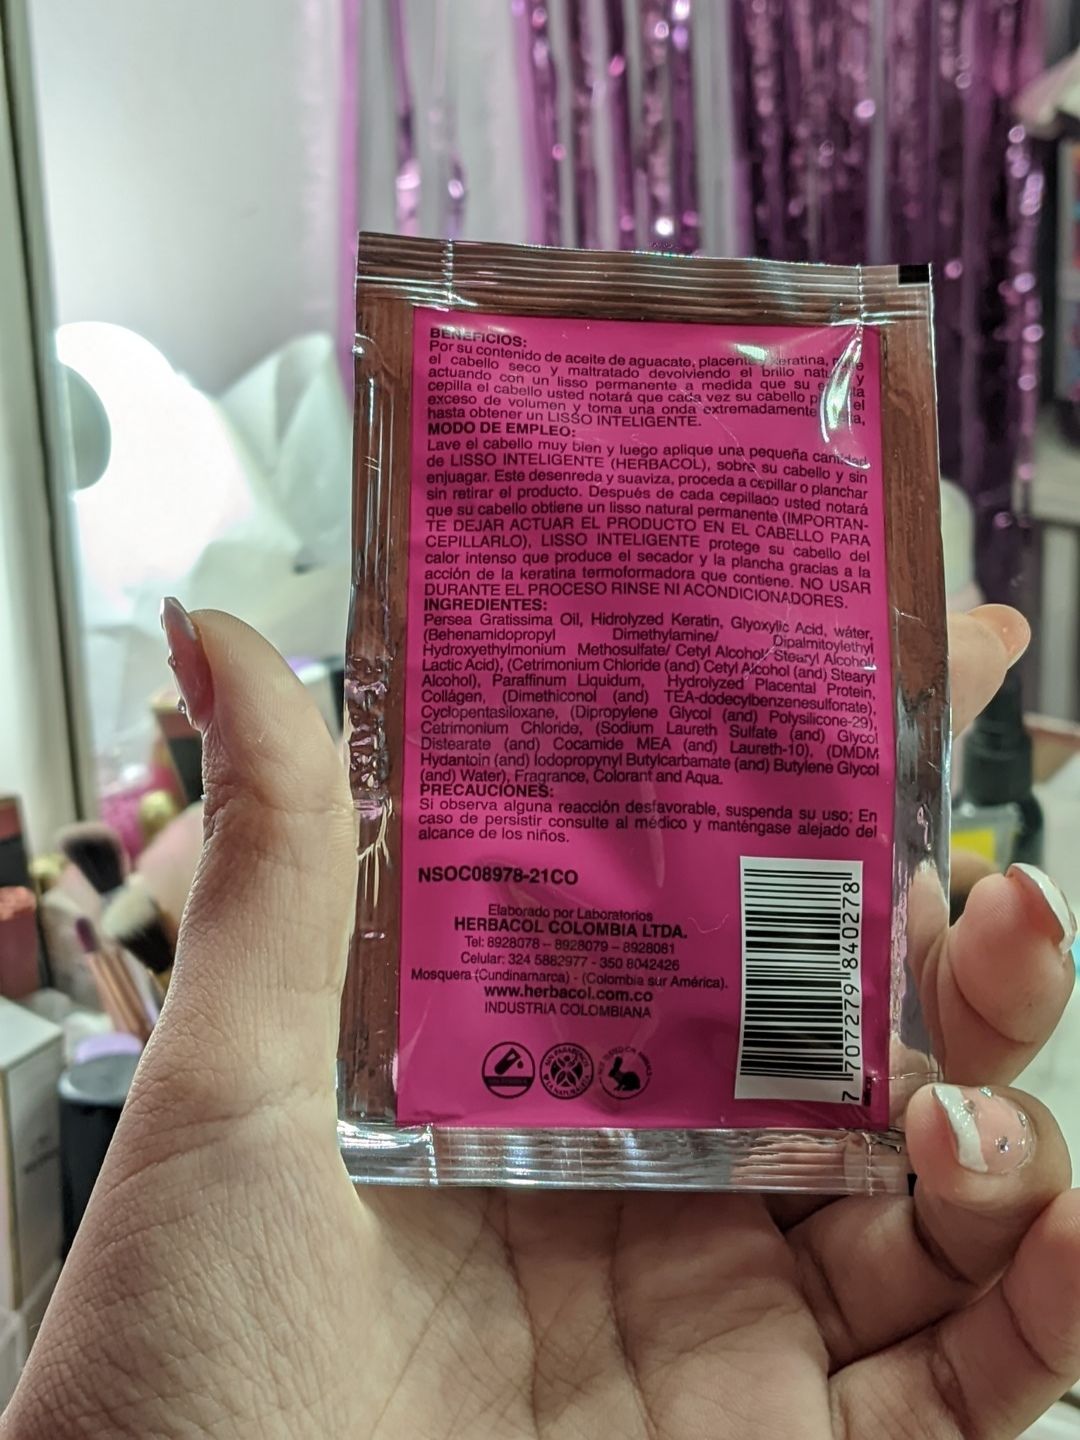 BENEFICIOS:
Por su contenido de aceite de aguacate, placenta keratina,
el cabello seco y maltratado devolviendo el brillo natural y
actuando con un lisso permanente a medida que su
cepilla el cabello usted notará que cada vez su cabello el
exceso de volumen y toma una onda extremadamente
hasta obtener un LISSO INTELIGENTE.
MODO DE EMPLEO:
Lave el cabello muy bien y luego aplique una pequeña cantidad
de LISSO INTELIGENTE (HERBACOL), sobre su cabello y sin
enjuagar. Este desenreda y suaviza, proceda a cepillar o planchar
sin retirar el producto. Después de cada cepillado usted notará
que su cabello obtiene un lisso natural permanente (IMPORTAN-
TE DEJAR ACTUAR EL PRODUCTO EN EL CABELLO PARA
CEPILLARLO), LISSO INTELIGENTE protege su cabello del
calor intenso que produce el secador y la plancha gracias a la
acción de la keratina termoformadora que contiene. NO USAR
DURANTE EL PROCESO RINSE NI ACONDICIONADORES.
INGREDIENTES:
Persea Gratissima Oil, Hidrolyzed Keratin, Glyoxylic Acid, wáter,
(Behenamidopropyl Dimethylamine/ Dipalmitoylethyl
Hydroxyethylmonium Methosulfate/ Cetyl Alcohol/ Stearyl Alcohol/
Lactic Acid), (Cetrimonium Chloride (and) Cetyl Alcohol (and) Stearyl
Alcohol), Paraffinum Liquidum, Hydrolyzed Placental Protein,
Collágen, (Dimethiconol (and) TEA-dodecylbenzenesulfonate),
Cyclopentasiloxane, (Dipropylene Glycol (and) Polysilicone-29),
Cetrimonium Chloride, (Sodium Laureth Sulfate (and) Glycol
Distearate (and) Cocamide MEA (and) Laureth-10), (DMDM
Hydantoin (and) Iodopropynyl Butylcarbamate (and) Butylene Glycol
(and) Water), Fragrance, Colorant and Aqua.
PRECAUCIONES:
Si observa alguna reacción desfavorable, suspenda su uso; En
caso de persistir consulte al médico y manténgase alejado del
alcance de los niños.
NSOC08978-21CO
Elaborado por Laboratorios
HERBACOL COLOMBIA LTDA.
Tel: 8928078 – 8928079 – 8928081
Celular: 324 5882977 - 350 8042426
Mosquera (Cundinamarca) - (Colombia sur América).
www.herbacol.com.co
INDUSTRIA COLOMBIANA
SIN PARABENOS
7 707279 840278